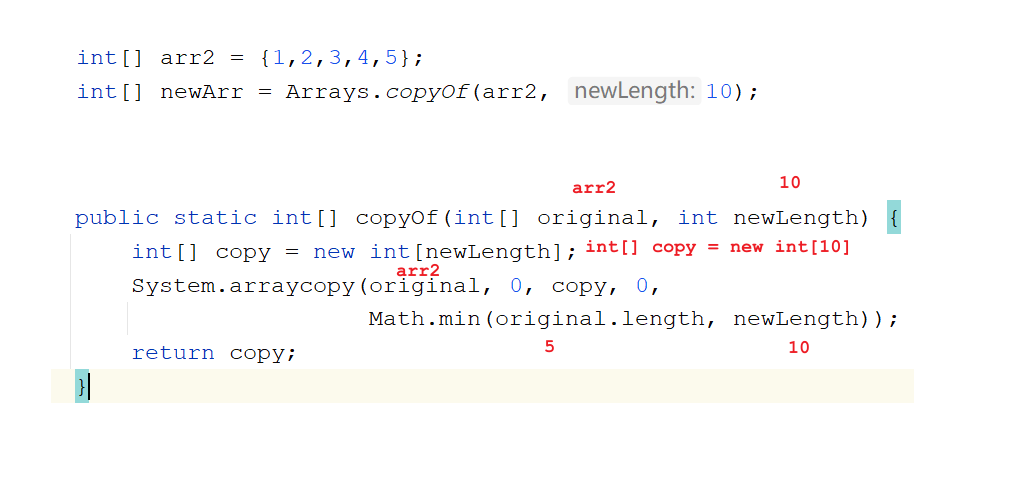 int[] arr2 = {1,2,3,4,5};
int[] newArr = Arrays.copyOf(arr2, newLength: 10);
arr2 10
public static int[] copyOf(int[] original, int newLength) {
int[] copy = new int[newLength]; int[] copy = new int[10]
arr2
System.arraycopy(original, 0, copy, 0,
Math.min(original.length, newLength));
return copy; 5 10
}